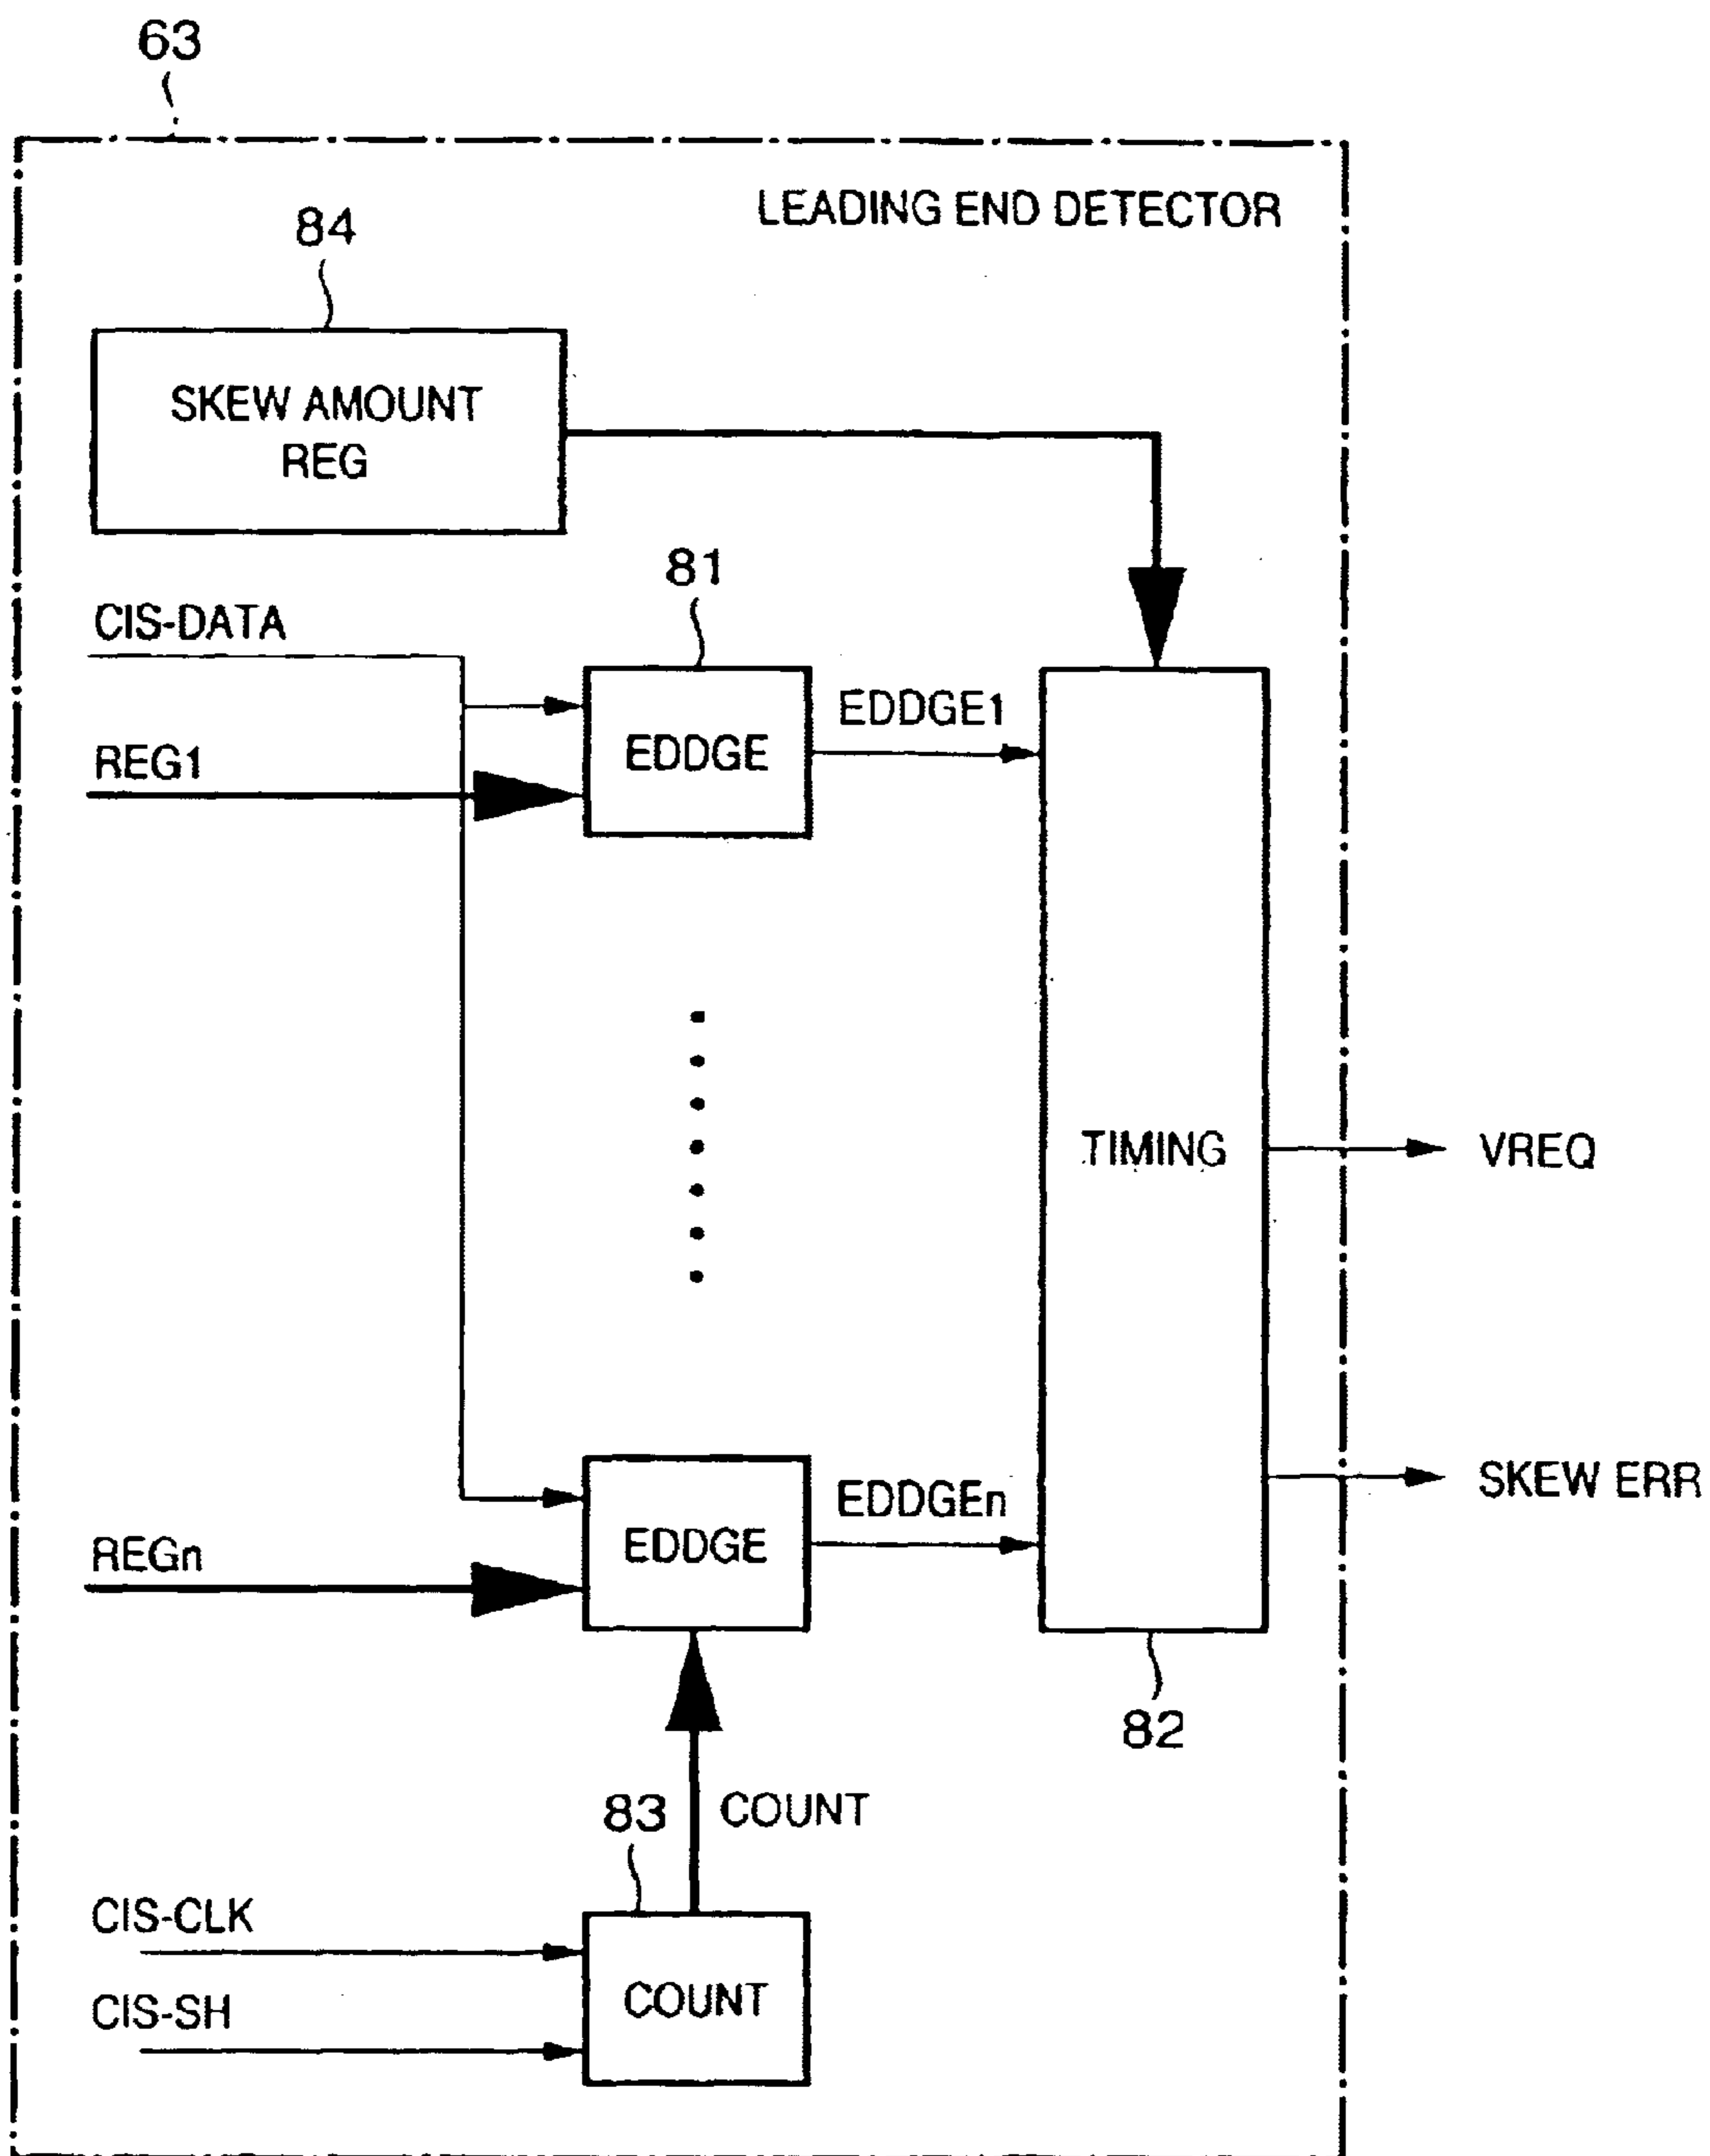 63
LEADING END DETECTOR
84
SKEW AMOUNT
REG
81
CIS-DATA
EDDGE
EDDGE1
REG1
TIMING
VREQ
SKEW ERR
EDDGE
EDDGEn
REGn
82
83
COUNT
CIS-CLK
COUNT
CIS-SH